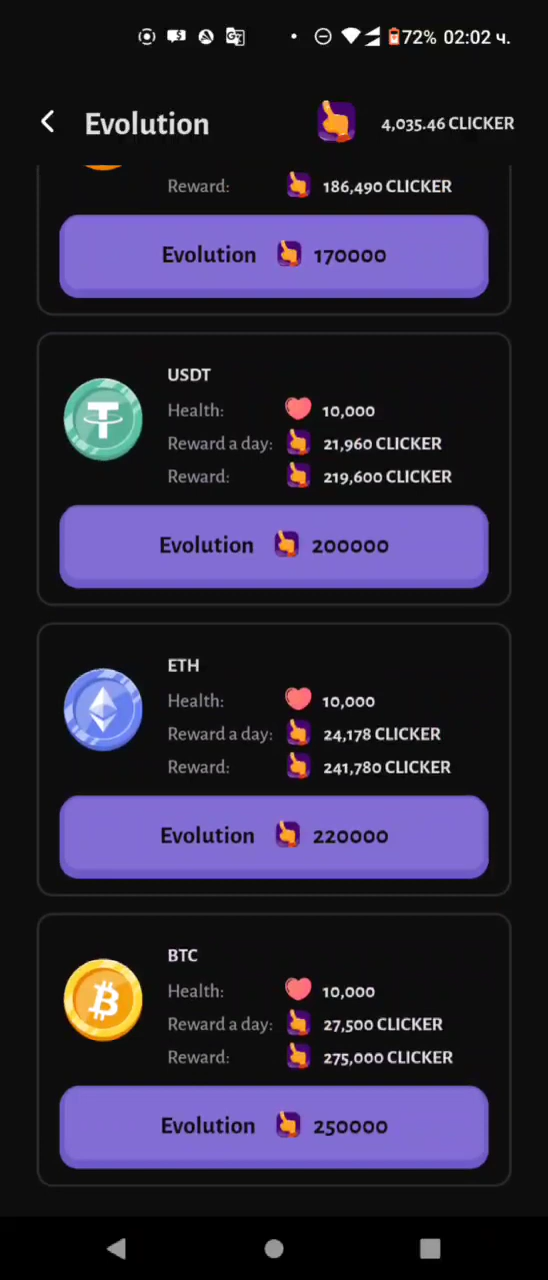 72% 02:02 ч.
Evolution 4,035.46 CLICKER
Reward: 186,490 CLICKER
Evolution 170000
USDT
Health: 10,000
Reward a day: 21,960 CLICKER
Reward: 219,600 CLICKER
Evolution 200000
ETH
Health: 10,000
Reward a day: 24,178 CLICKER
Reward: 241,780 CLICKER
Evolution 220000
BTC
Health: 10,000
Reward a day: 27,500 CLICKER
Reward: 275,000 CLICKER
Evolution 250000